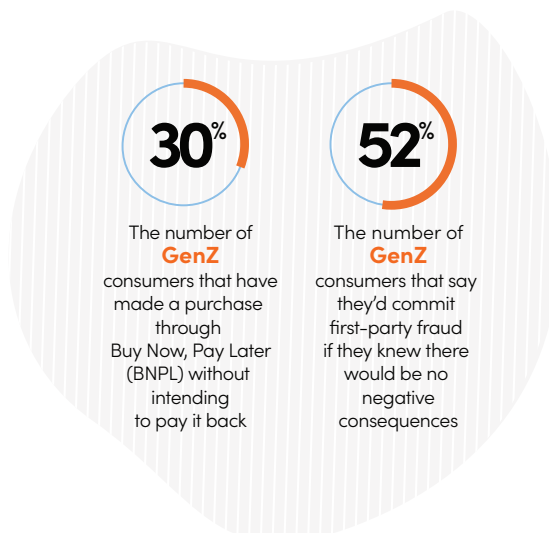 30%
The number of
GenZ
consumers that have
made a purchase
through
Buy Now, Pay Later
(BNPL) without
intending
to pay it back
52%
The number of
GenZ
consumers that say
they’d commit
first-party fraud
if they knew there
would be no
negative
consequences